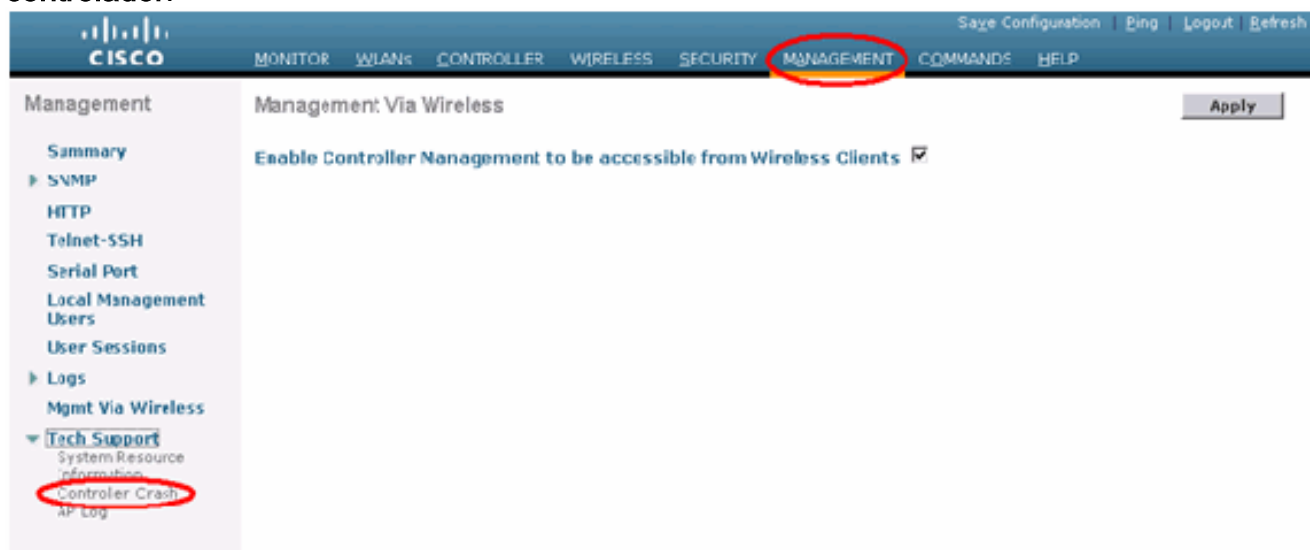 Save Configuration | Ping | Logout | Refresh
CISCO
MONITOR WLANs CONTROLLER WIRELESS SECURITY MANAGEMENT COMMANDS HELP
Management
Management Via Wireless
Apply
Summary
Enable Controller Management to be accessible from Wireless Clients
SNMP
HTTP
Telnet-SSH
Serial Port
Local Management
Users
User Sessions
Logs
Mgmt Via Wireless
Tech Support
System Resource
Information
Controller Crash
AP Log